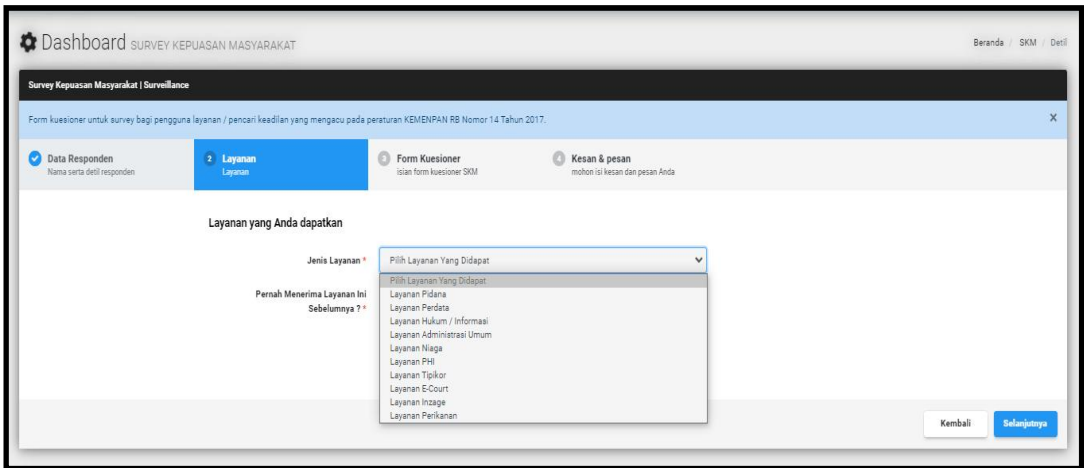 Dashboard SURVEY KEPUASAN MASYARAKAT
Beranda / SKM / Detil
Survey Kepuasan Masyarakat | Surveillance
Form kuesioner untuk survey bagi pengguna layanan / pencari keadilan yang mengacu pada peraturan KEMENPAN RB Nomor 14 Tahun 2017.
X
Data Responden
Nama serta detil responden
2 Layanan
Layanan
3 Form Kuesioner
isian form kuesioner SKM
4 Kesan & pesan
mohon isi kesan dan pesan Anda
Layanan yang Anda dapatkan
Jenis Layanan *
Pilih Layanan Yang Didapat
Pilih Layanan Yang Didapat
Layanan Pidana
Layanan Perdata
Layanan Hukum / Informasi
Layanan Administrasi Umum
Layanan Niaga
Layanan PHI
Layanan Tipikor
Layanan E-Court
Layanan Inzage
Layanan Perikanan
Pernah Menerima Layanan Ini
Sebelumnya ? *
Kembali
Selanjutnya